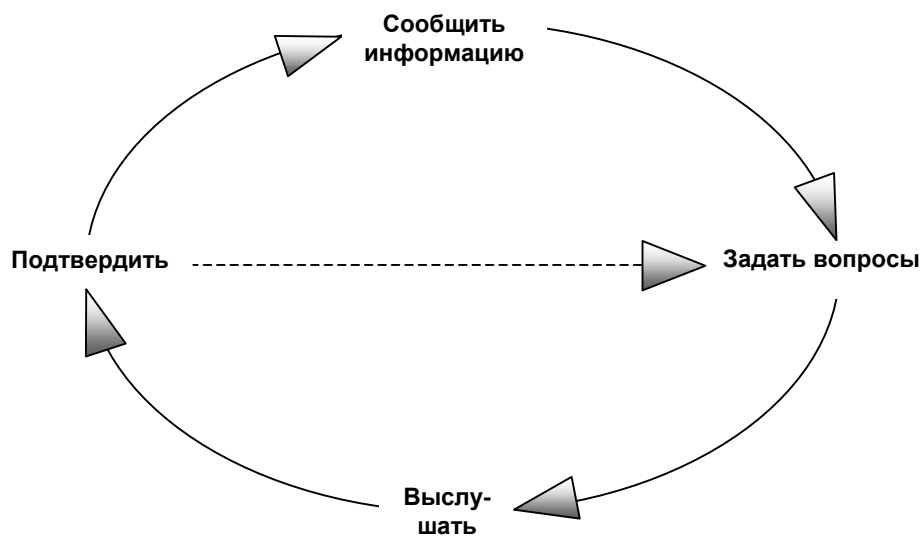 Сообщить
информацию
Подтвердить
Задать вопросы
Выслу-
шать